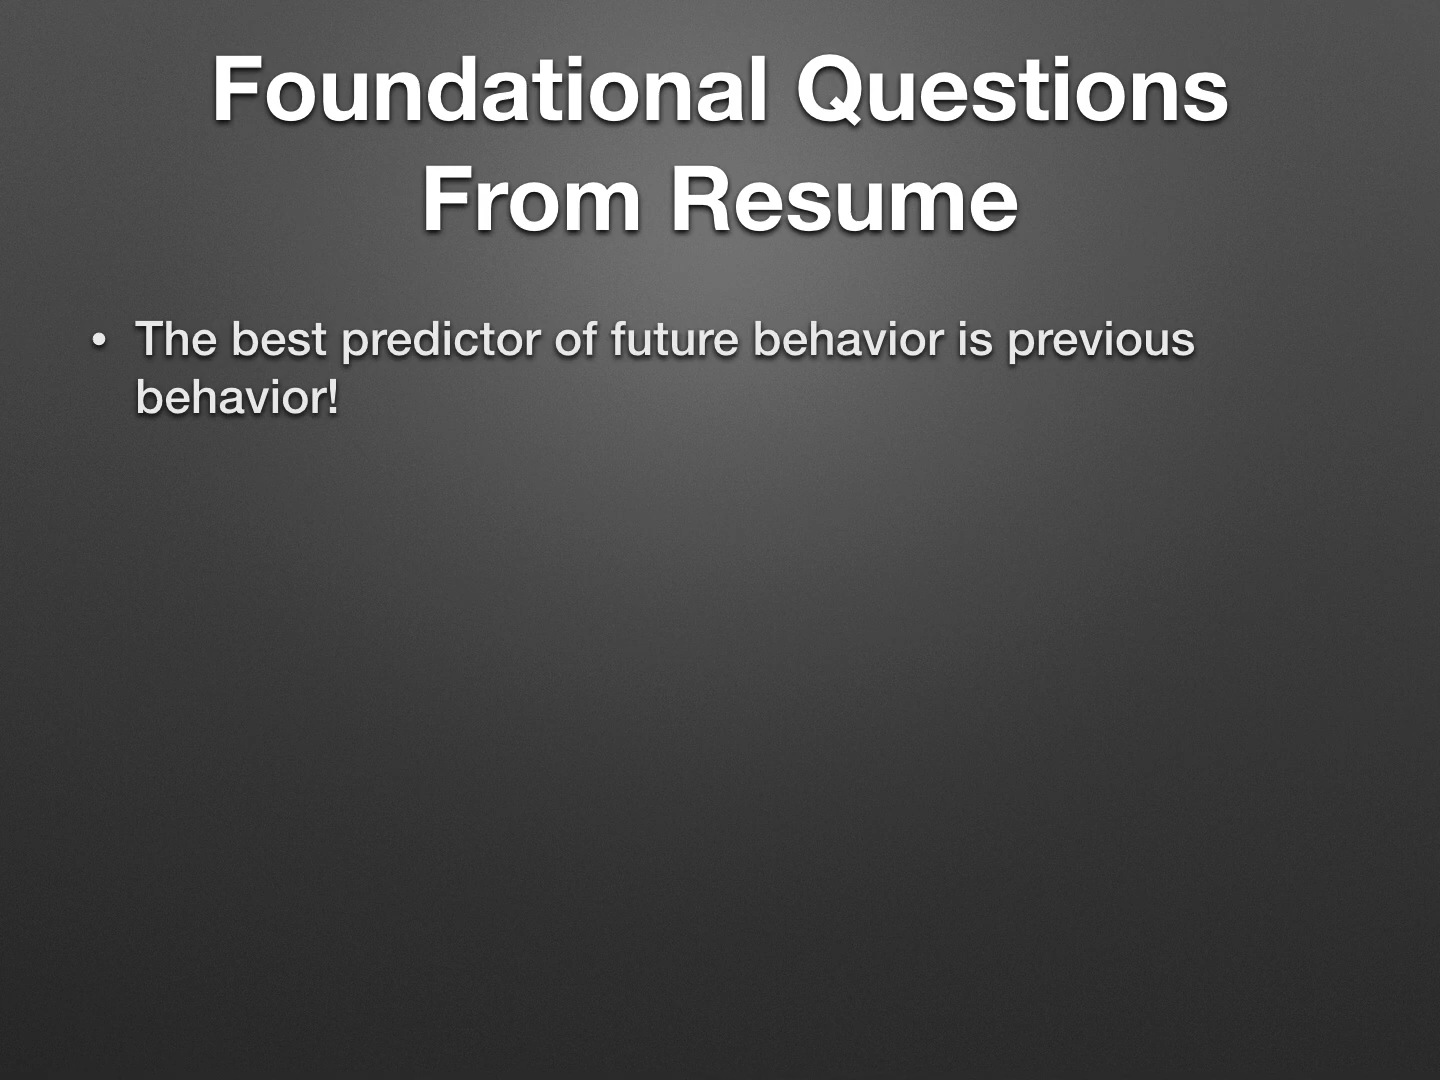 Foundational Questions
From Resume
• The best predictor of future behavior is previous
behavior!